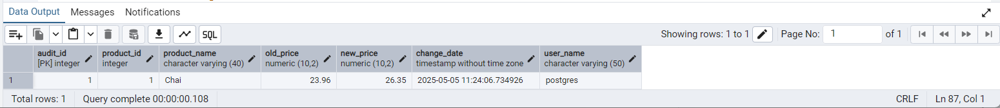 Data Output Messages Notifications
SQL Showing rows: 1 to 1 Page No: 1 of 1
audit_id product_id product_name old_price new_price change_date user_name
[PK] integer integer character varying (40) numeric (10,2) numeric (10,2) timestamp without time zone character varying (50)
1 1 1 Chai 23.96 26.35 2025-05-05 11:24:06.734926 postgres
Total rows: 1 Query complete 00:00:00.108 CRLF Ln 87, Col 1